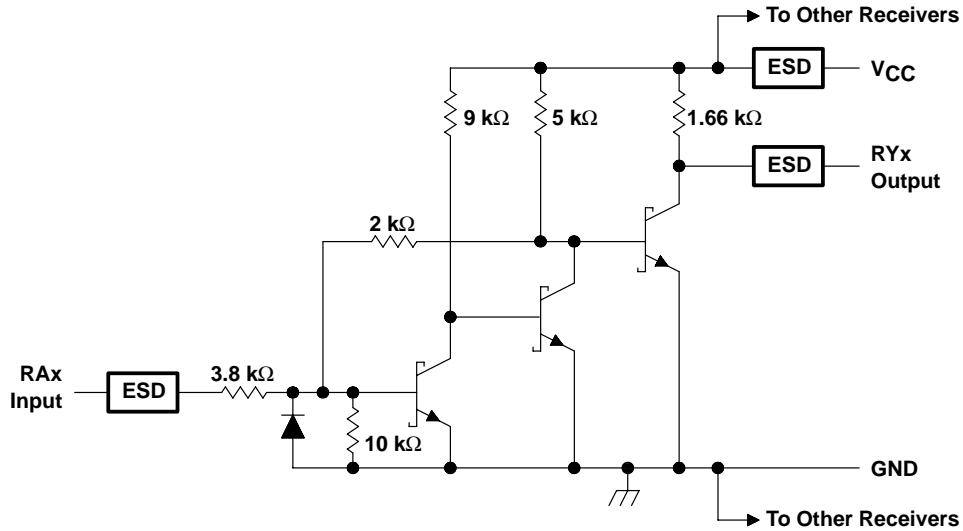 To Other Receivers
ESD
VCC
9 kΩ
5 kΩ
1.66 kΩ
ESD
RYx
Output
2 kΩ
RAx
Input
ESD
3.8 kΩ
10 kΩ
GND
To Other Receivers